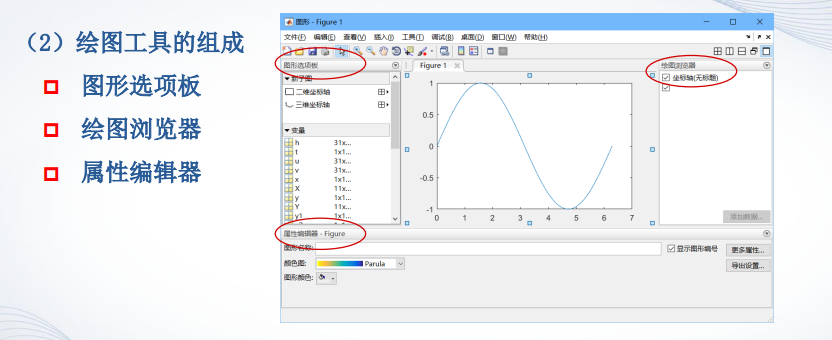 （2）绘图工具的组成
图形选项板
绘图浏览器
属性编辑器
图形 - Figure 1
文件(F) 编辑(E) 查看(V) 插入(I) 工具(T) 调试(B) 桌面(D) 窗口(W) 帮助(H)
图形选项板
Figure 1
绘图浏览器
新子图
二维坐标轴
三维坐标轴
变量
h 31x...
t 1x1...
u 31x...
v 31x...
x 1x1...
X 11x...
y 1x1...
Y 11x...
y1 1x1...
坐标轴(无标题)
1
0.5
0
-0.5
-1
0 1 2 3 4 5 6 7
添加数据...
属性编辑器 - Figure
图形名称:
显示图形编号
更多属性...
颜色图: Parula
导出设置...
图形颜色: